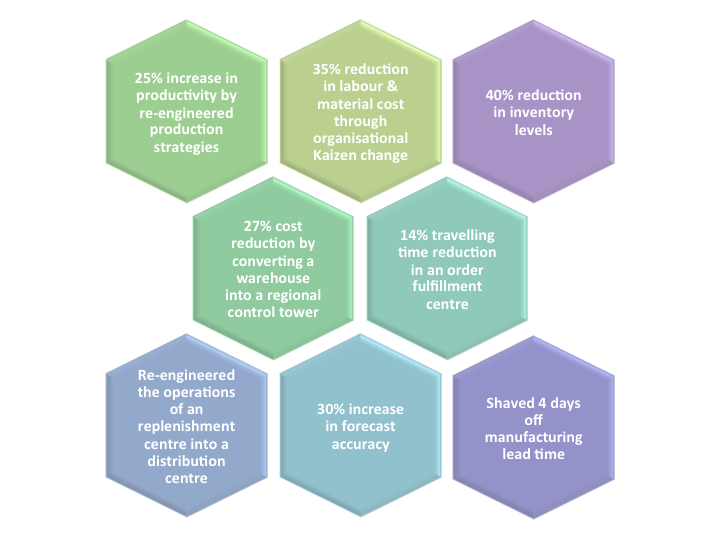 25% increase in
productivity by
re-engineered
production
strategies
35% reduction
in labour &
material cost
through
organisational
Kaizen change
40% reduction
in inventory
levels
27% cost
reduction by
converting a
warehouse
into a regional
control tower
14% travelling
time reduction
in an order
fulfillment
centre
Re-engineered
the operations
of an
replenishment
centre into a
distribution
centre
30% increase
in forecast
accuracy
Shaved 4 days
off
manufacturing
lead time